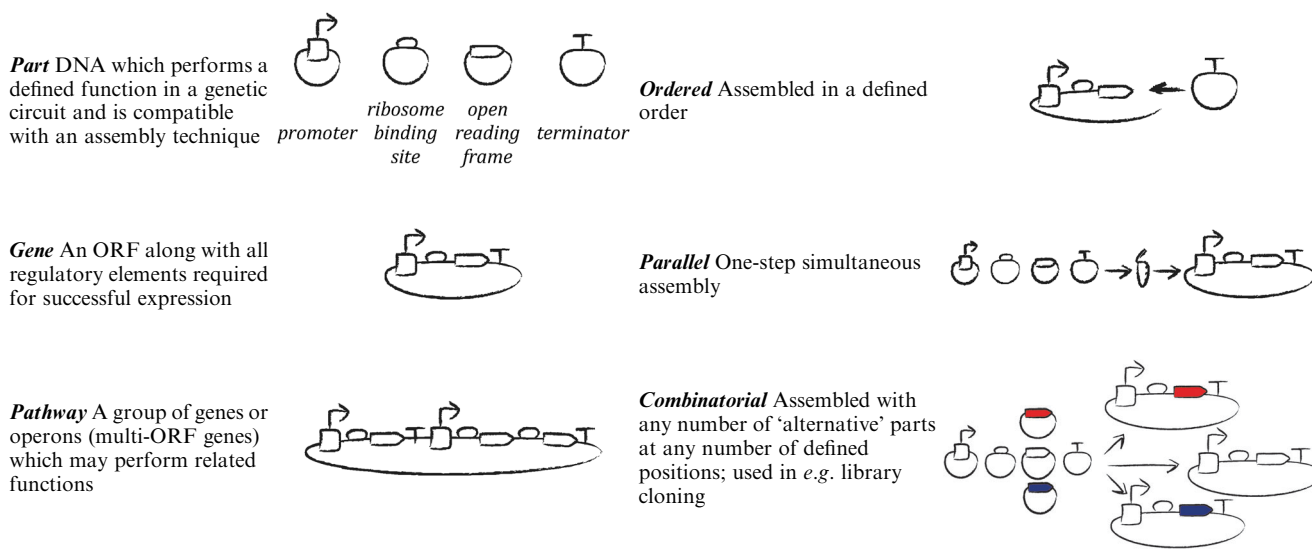 Part DNA which performs a
defined function in a genetic
circuit and is compatible
with an assembly technique
promoter
ribosome
binding
site
open
reading
frame
terminator
Ordered Assembled in a defined
order
Gene An ORF along with all
regulatory elements required
for successful expression
Parallel One-step simultaneous
assembly
Pathway A group of genes or
operons (multi-ORF genes)
which may perform related
functions
Combinatorial Assembled with
any number of ‘alternative’ parts
at any number of defined
positions; used in e.g. library
cloning